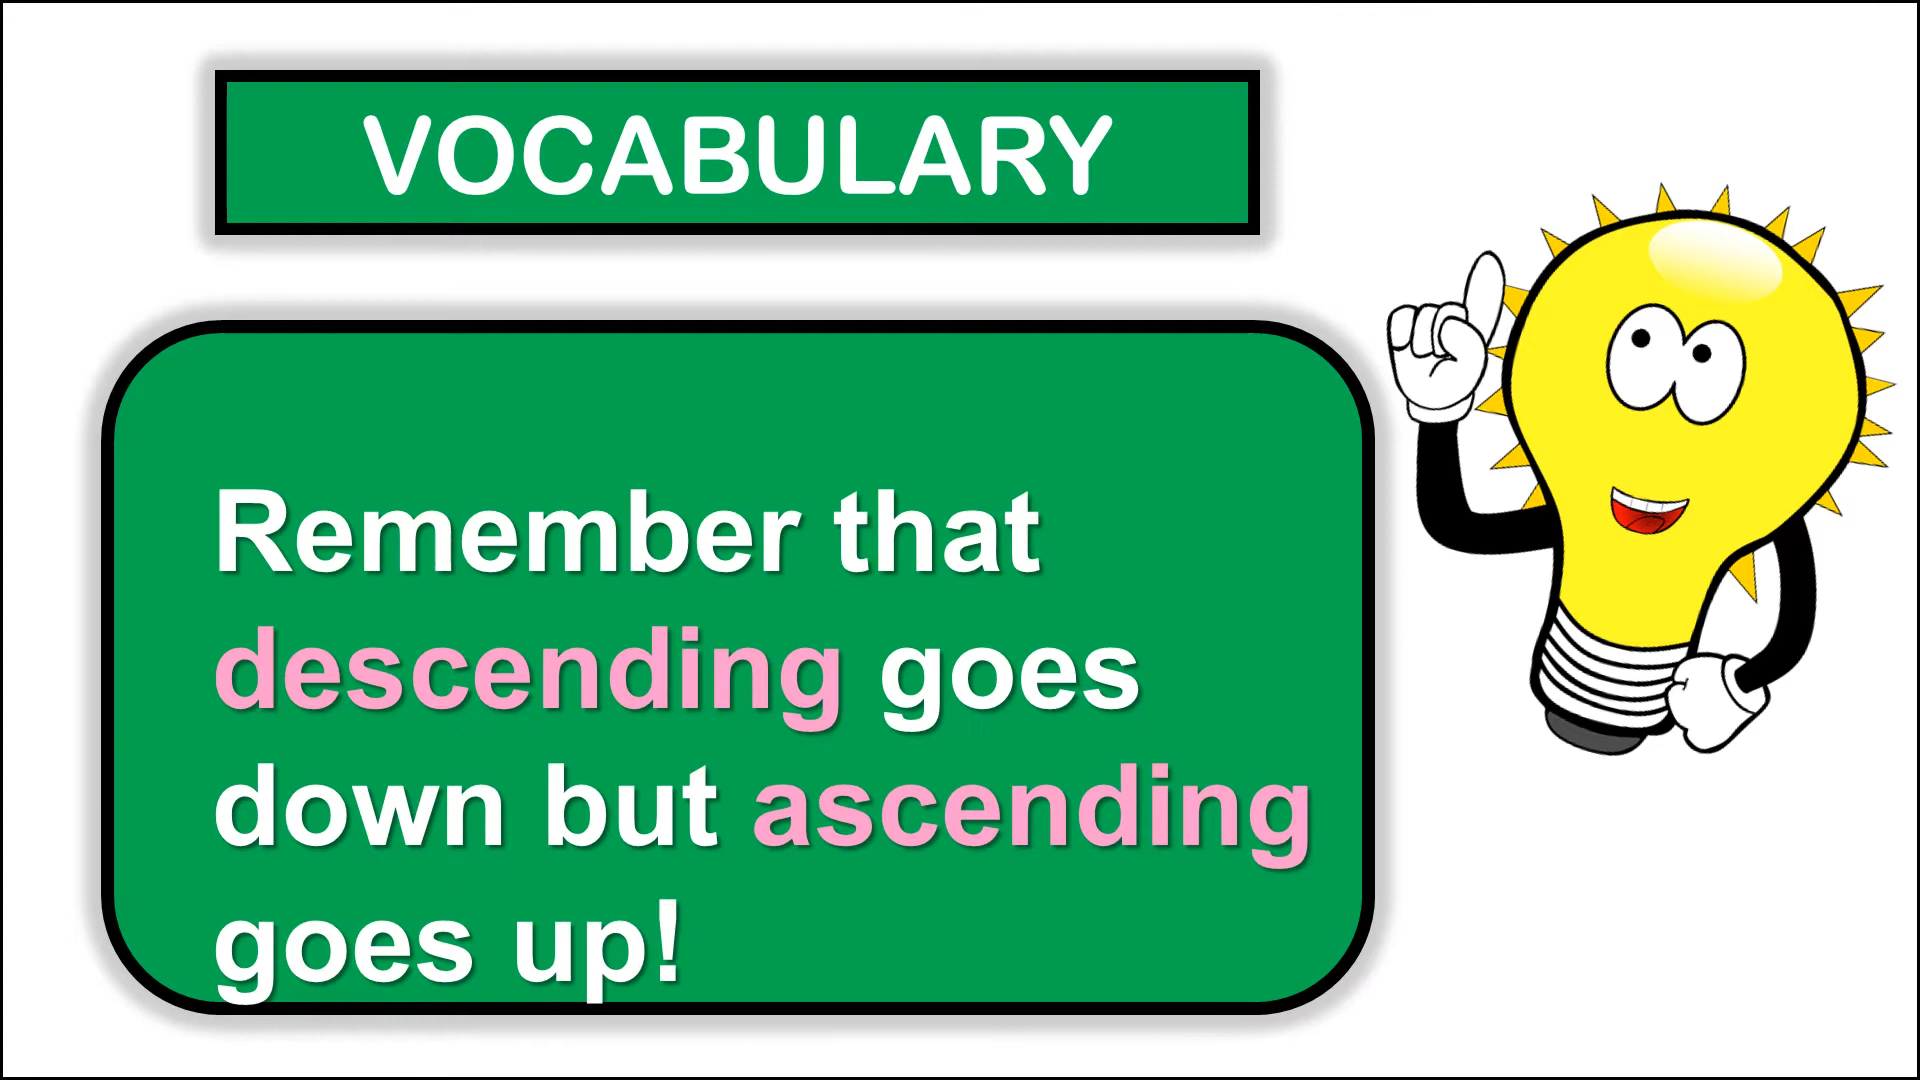 VOCABULARY
Remember that
descending goes
down but ascending
goes up!